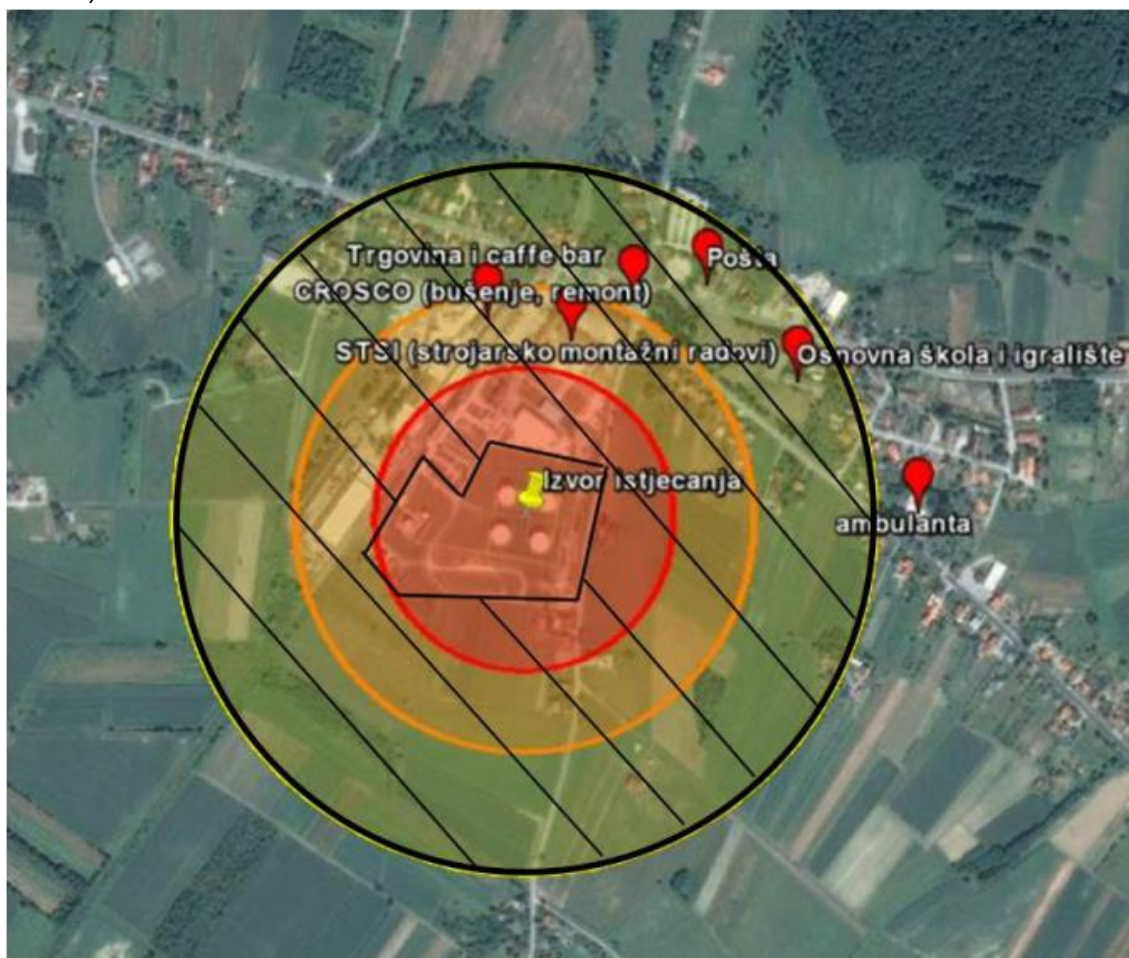 Trgovina i caffe bar
Pošta
CROSCO (bušenje, remont)
STSI (strojarsko montažni radovi)
Osnovna škola i igralište
Izvor istjecanja
ambulanta